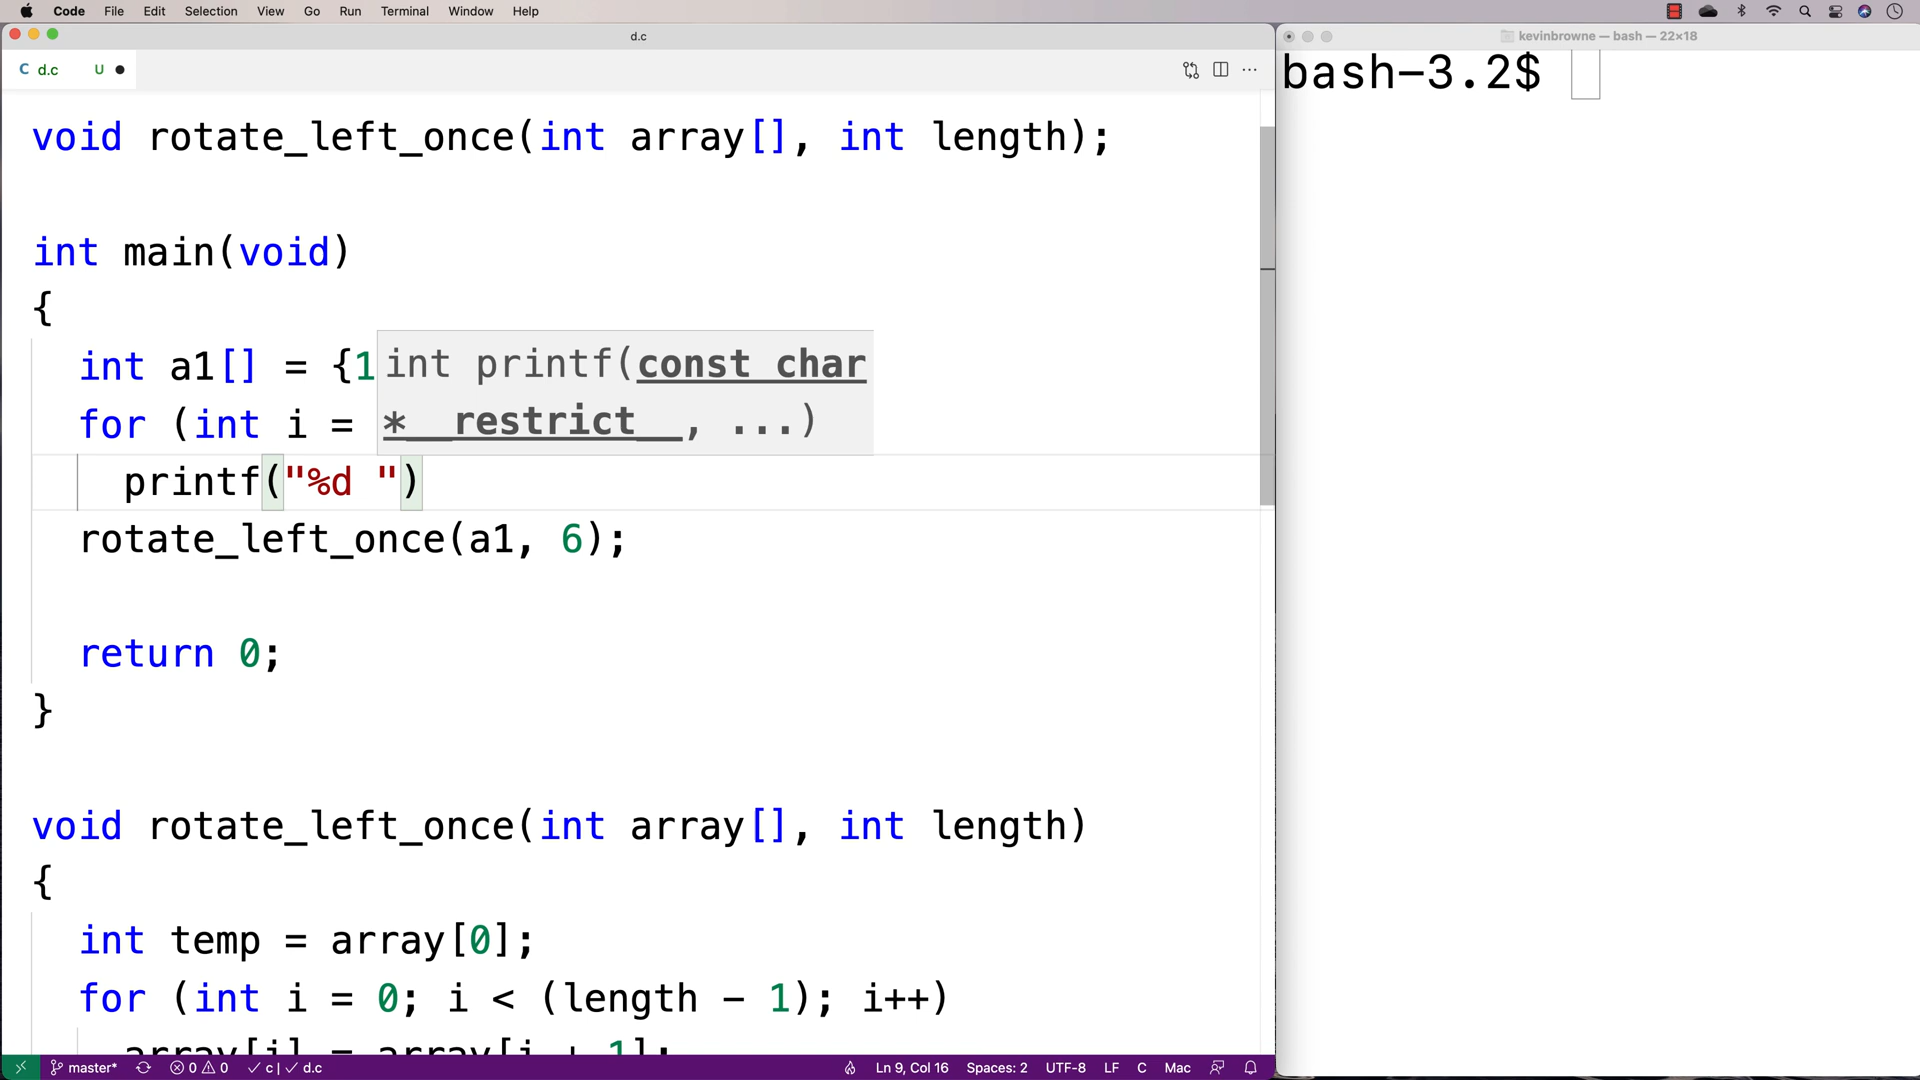 Code File Edit Selection View Go Run Terminal Window Help
d.c
C d.c U
kevinbrowne — bash — 22×18
bash-3.2$
void rotate_left_once(int array[], int length);
int main(void)
{
int a1[] = {1
int printf(const char
for (int i =
*__restrict__, ...)
printf("%d ")
rotate_left_once(a1, 6);
return 0;
}
void rotate_left_once(int array[], int length)
{
int temp = array[0];
for (int i = 0; i < (length - 1); i++)
array[i] = array[i + 1];
master* 0 0 ✓ c | ✓ d.c Ln 9, Col 16 Spaces: 2 UTF-8 LF C Mac